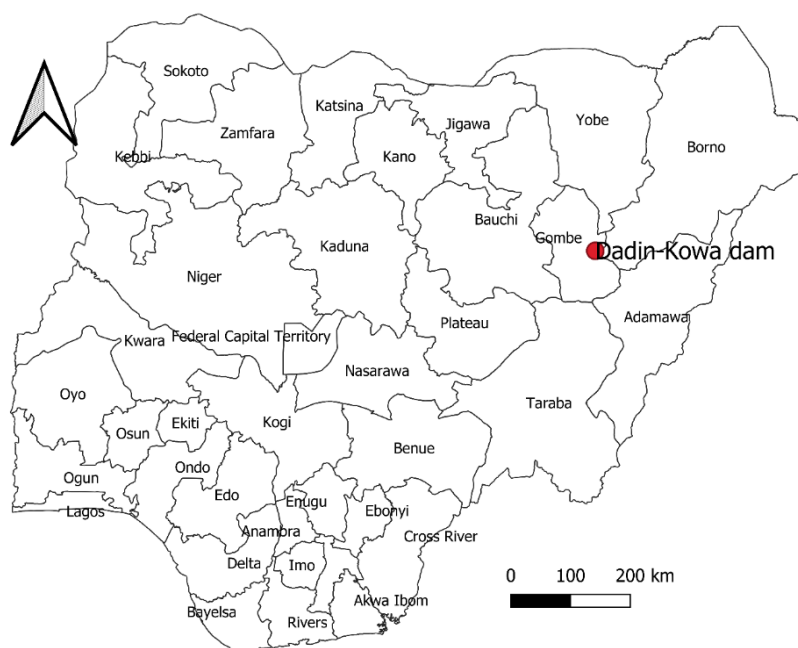 Sokoto
Katsina
Jigawa
Yobe
Zamfara
Kano
Borno
Kebbi
Bauchi
Gombe
Kaduna
Dadin-Kowa dam
Niger
Adamawa
Plateau
Federal Capital Territory
Kwara
Nasarawa
Oyo
Taraba
Ekiti
Kogi
Osun
Benue
Ondo
Ogun
Edo
Enugu
Lagos
Ebonyi
Anambra
Cross River
Delta
Imo
0 100 200 km
Akwa Ibom
Bayelsa
Rivers